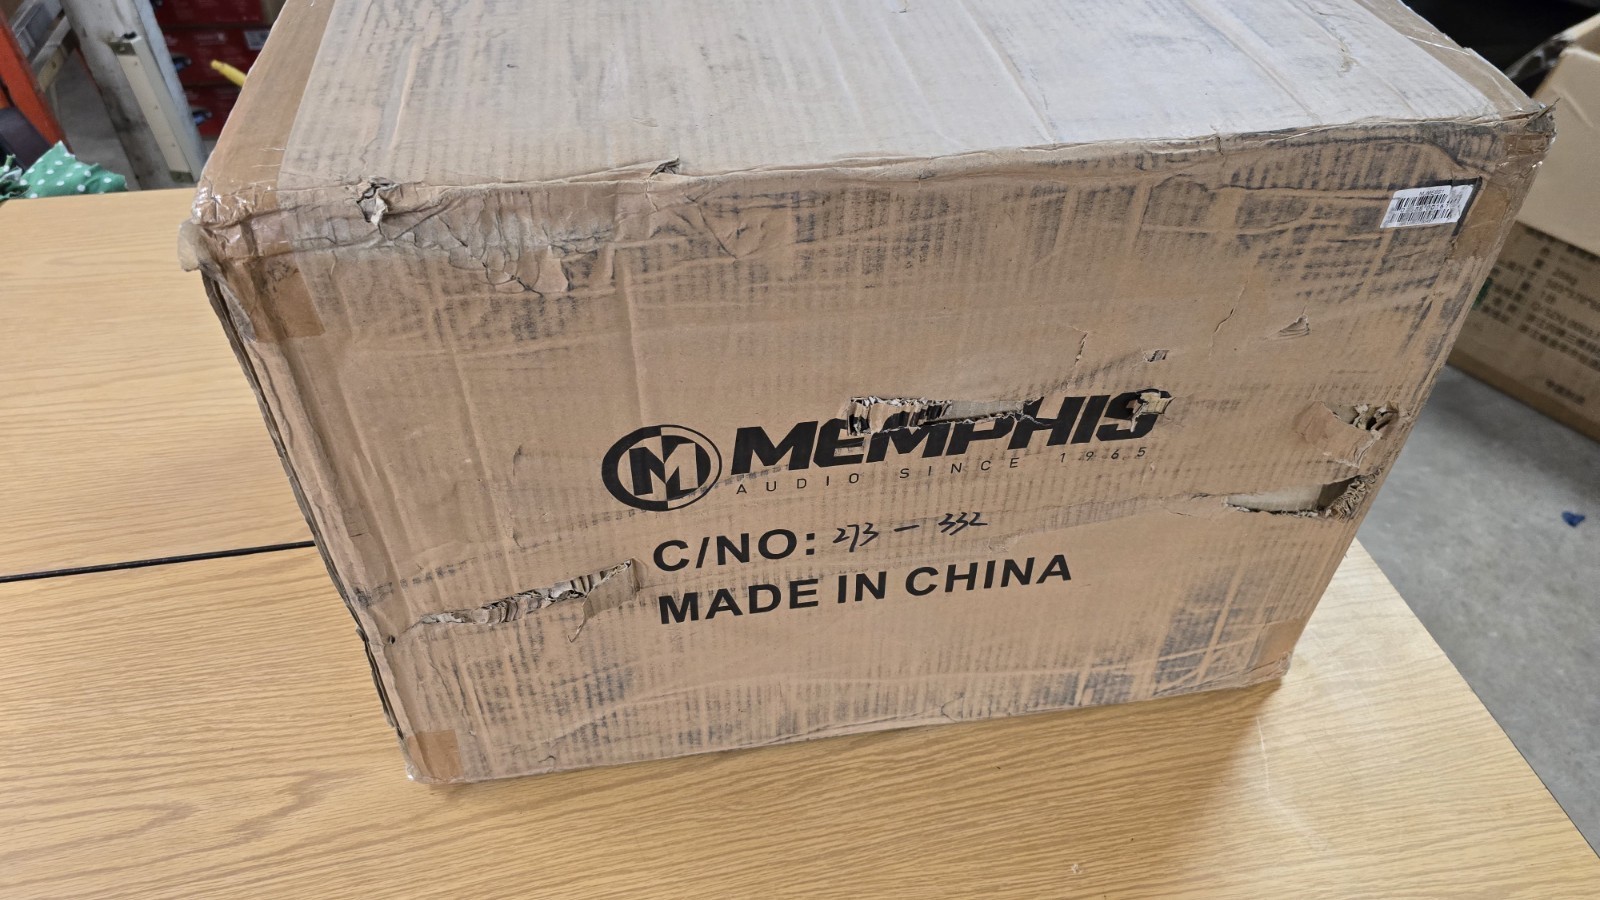 MEMPHIS
AUDIO SINCE 1965
C/NO: 273 - 332
MADE IN CHINA